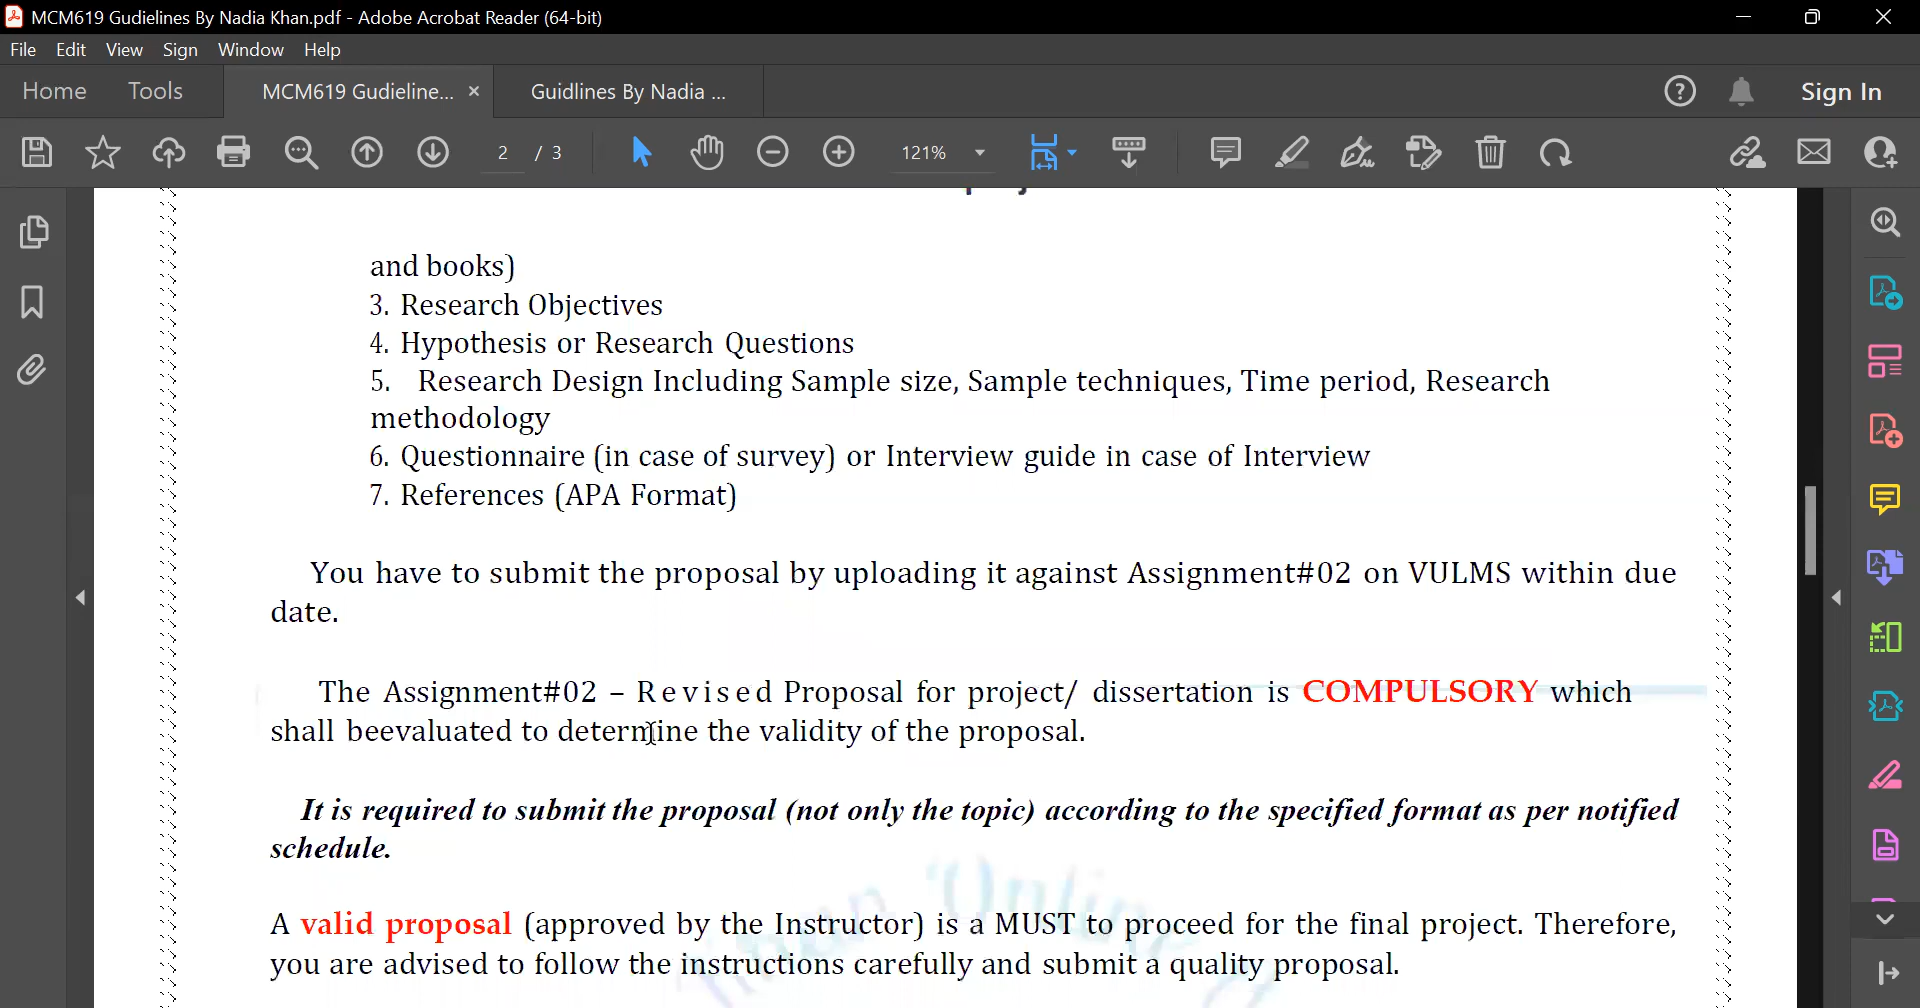 MCM619 Gudielines By Nadia Khan.pdf - Adobe Acrobat Reader (64-bit)
File Edit View Sign Window Help
Home Tools MCM619 Gudieline... × Guidlines By Nadia ... Sign In
2 / 3 121%
and books)
3. Research Objectives
4. Hypothesis or Research Questions
5. Research Design Including Sample size, Sample techniques, Time period, Research
methodology
6. Questionnaire (in case of survey) or Interview guide in case of Interview
7. References (APA Format)
You have to submit the proposal by uploading it against Assignment#02 on VULMS within due
date.
The Assignment#02 – Revised Proposal for project/ dissertation is COMPULSORY which
shall beevaluated to determine the validity of the proposal.
It is required to submit the proposal (not only the topic) according to the specified format as per notified
schedule.
A valid proposal (approved by the Instructor) is a MUST to proceed for the final project. Therefore,
you are advised to follow the instructions carefully and submit a quality proposal.